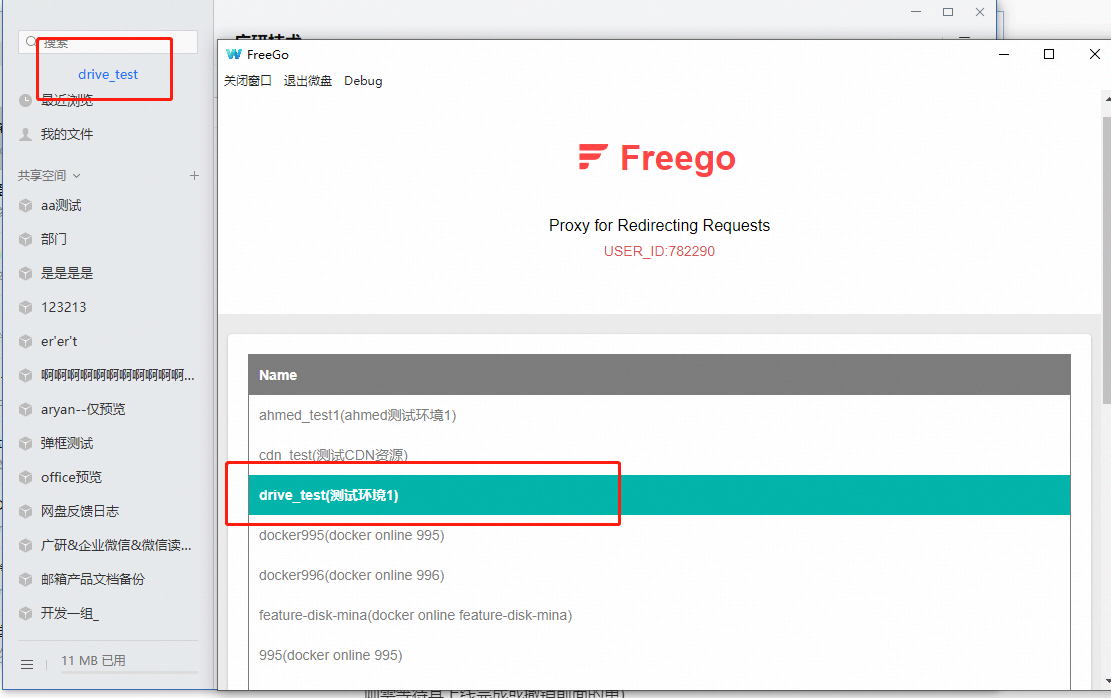 搜索
drive_test
最近浏览
我的文件
共享空间
aa测试
部门
是是是是
123213
er'er't
啊啊啊啊啊啊啊啊啊啊啊...
aryan--仅预览
弹框测试
office预览
网盘反馈日志
广研&企业微信&微信读...
邮箱产品文档备份
开发一组_
11 MB 已用
广研技术
FreeGo
关闭窗口 退出微盘 Debug
Freego
Proxy for Redirecting Requests
USER_ID:782290
Name
ahmed_test1(ahmed测试环境1)
cdn_test(测试CDN资源)
drive_test(测试环境1)
docker995(docker online 995)
docker996(docker online 996)
feature-disk-mina(docker online feature-disk-mina)
995(docker online 995)